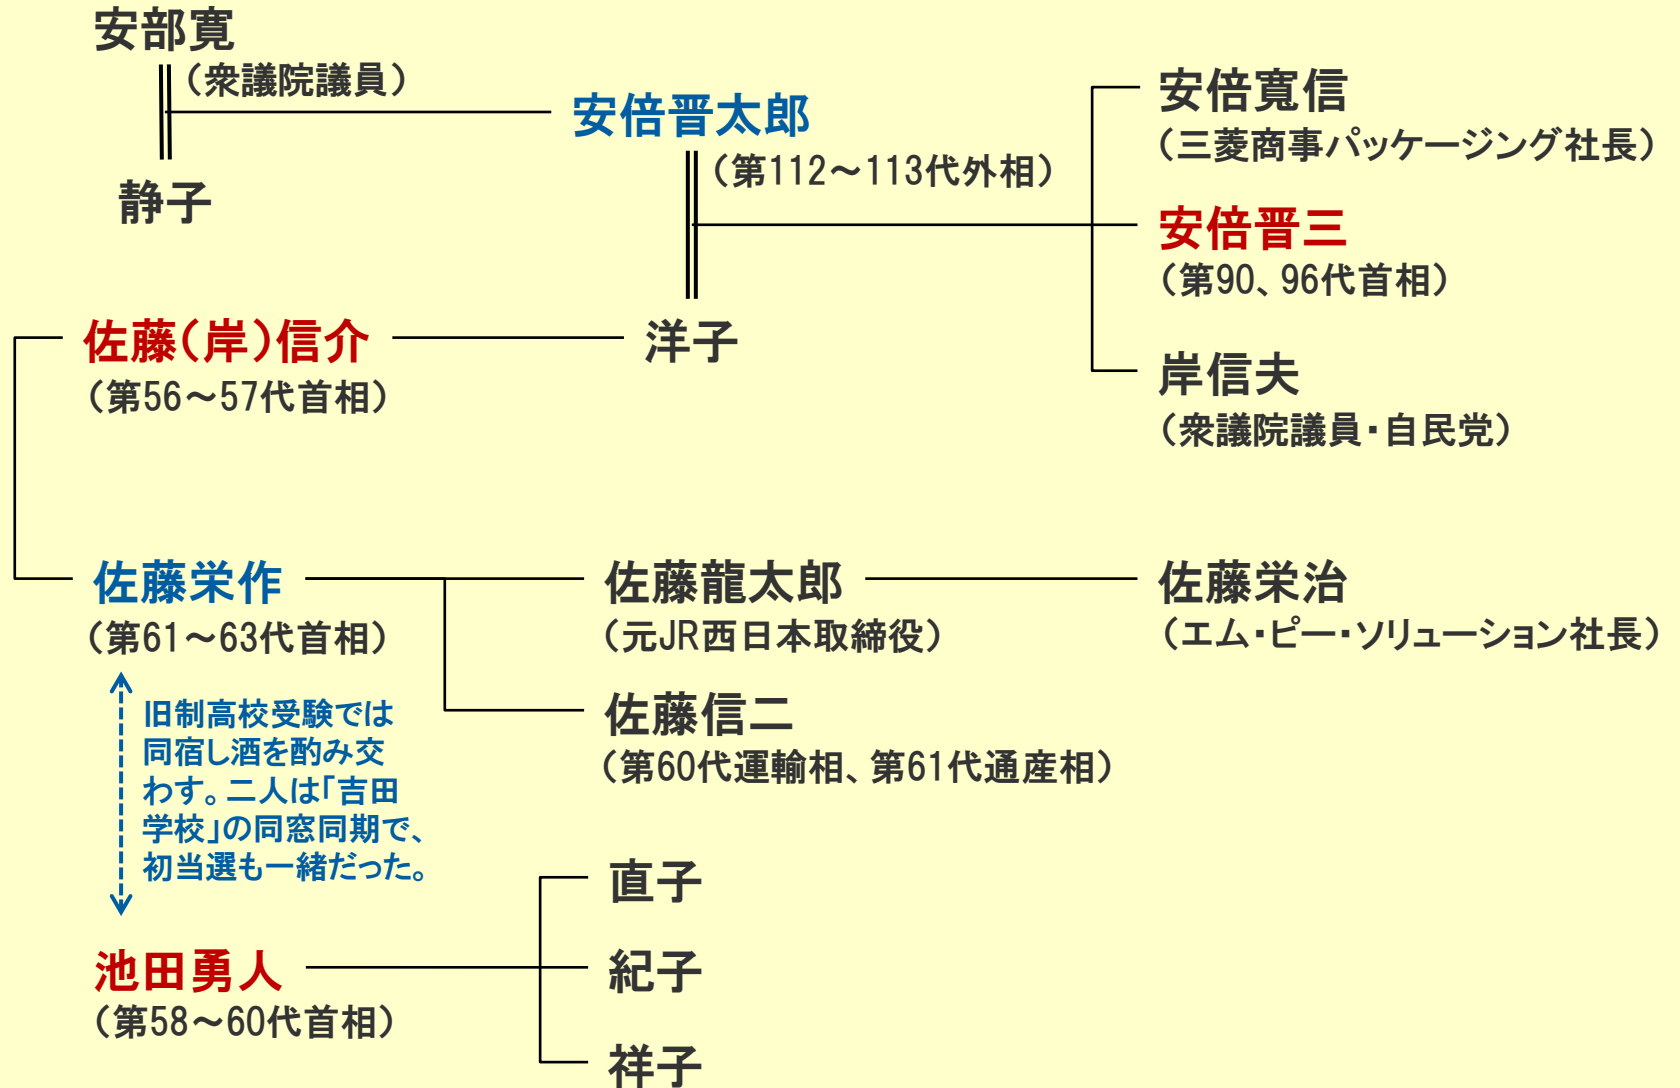 安部寛
（衆議院議員）
静子
安倍晋太郎
（第112～113代外相）
安倍寛信
（三菱商事パッケージング社長）
安倍晋三
（第90、96代首相）
佐藤（岸）信介
（第56～57代首相）
洋子
岸信夫
（衆議院議員・自民党）
佐藤栄作
（第61～63代首相）
佐藤龍太郎
（元JR西日本取締役）
佐藤栄治
（エム・ピー・ソリューション社長）
佐藤信二
（第60代運輸相、第61代通産相）
旧制高校受験では
同宿し酒を酌み交
わす。二人は「吉田
学校」の同窓同期で、
初当選も一緒だった。
池田勇人
（第58～60代首相）
直子
紀子
祥子